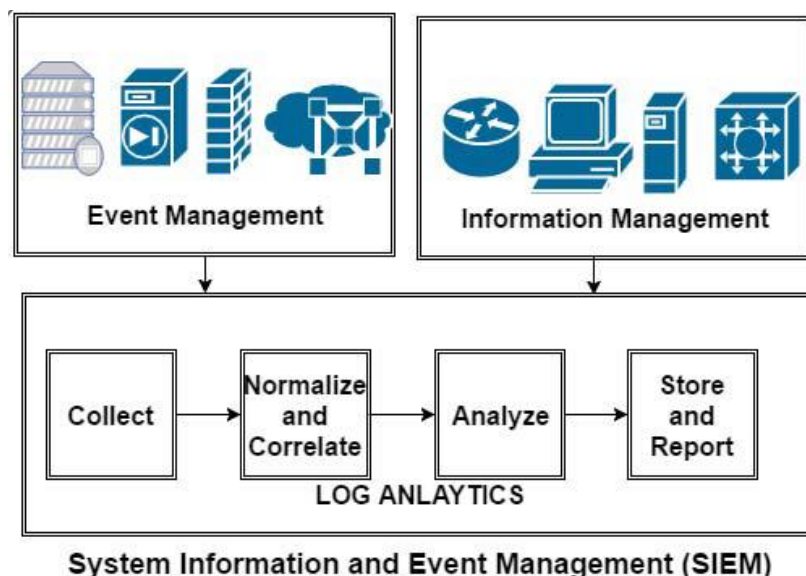 Event Management
Information Management
Collect
Normalize
and
Correlate
Analyze
Store
and
Report
LOG ANLAYTICS
System Information and Event Management (SIEM)